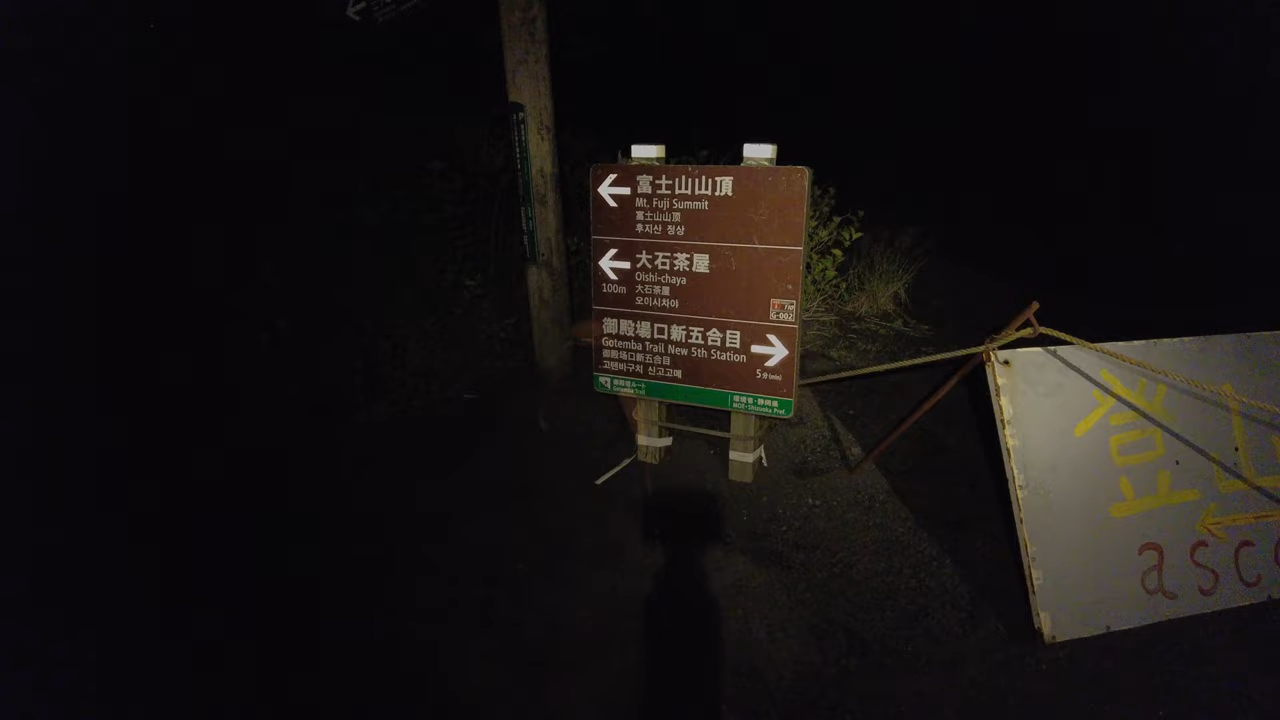 富士山山頂
Mt. Fuji Summit
富士山山顶
후지산 정상
大石茶屋
Oishi-chaya
100m
大石茶屋
오이시차야
G-002
御殿場口新五合目
Gotemba Trail New 5th Station
御殿场口新五合目
고텐바구치 신고고메
5分(min)
御殿場ルート
Gotemba Trail
環境省・静岡県
MOE・Shizuoka Pref.
登山
asc